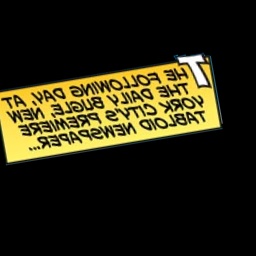 THE FOLLOWING DAY, AT
THE DAILY BUGLE, NEW
YORK CITY'S PREMIERE
TABLOID NEWSPAPER...